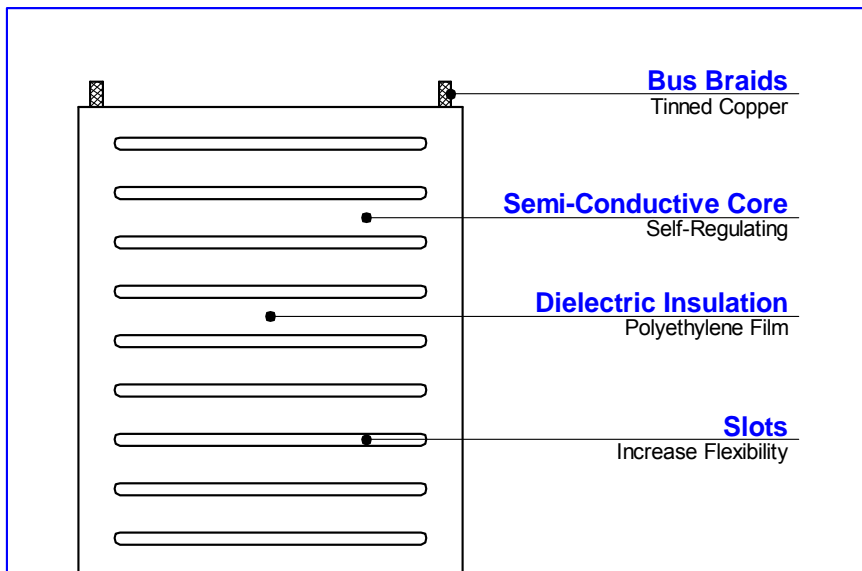 Bus Braids
Tinned Copper
Semi-Conductive Core
Self-Regulating
Dielectric Insulation
Polyethylene Film
Slots
Increase Flexibility